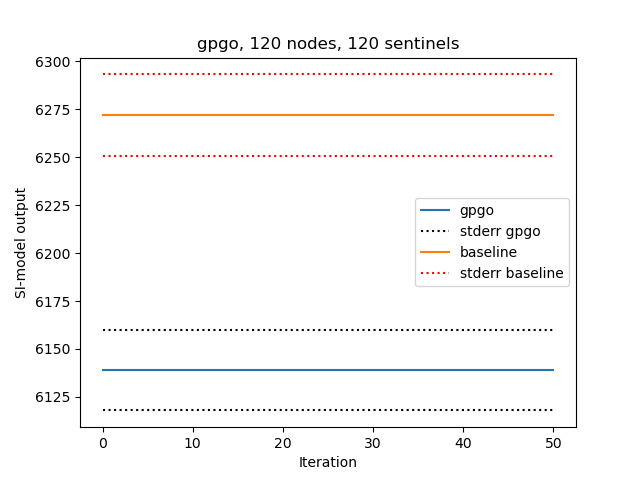 gpgo, 120 nodes, 120 sentinels
SI-model output
6300
6275
6250
6225
6200
6175
6150
6125
gpgo
stderr gpgo
baseline
stderr baseline
0 10 20 30 40 50
Iteration